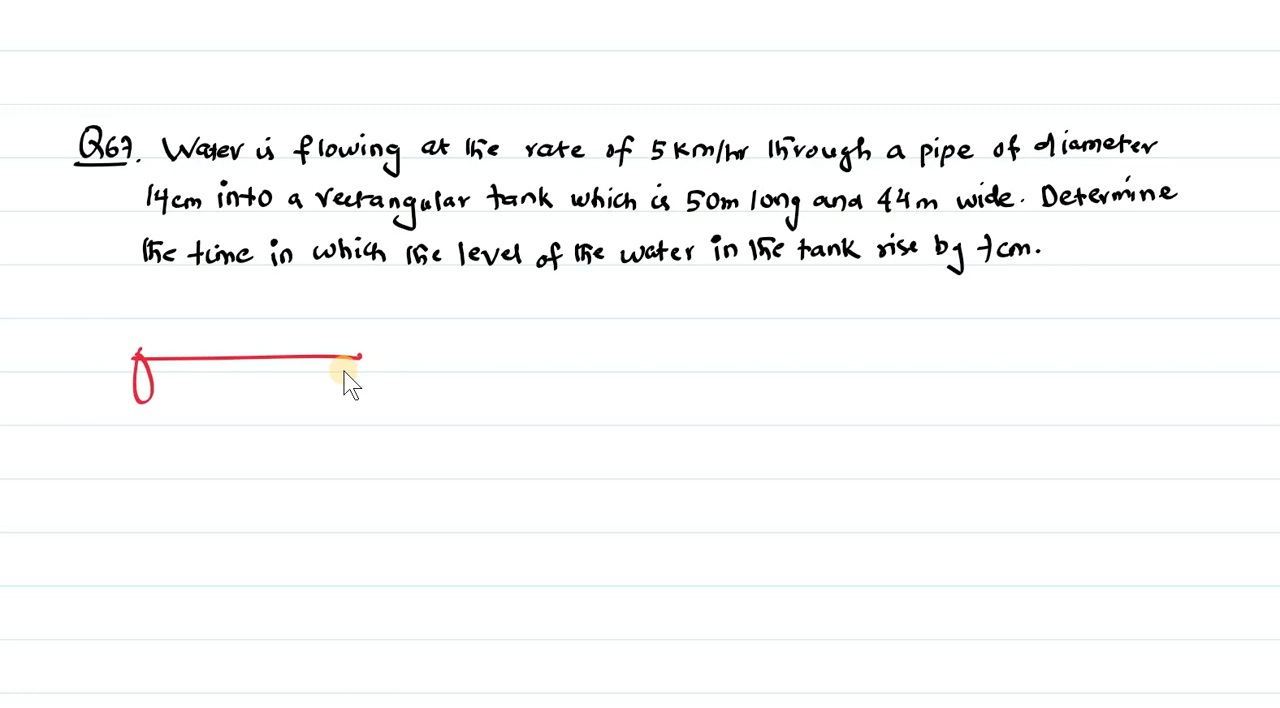 Q67. Water is flowing at the rate of 5 km/hr through a pipe of diameter
14cm into a rectangular tank which is 50m long and 44m wide. Determine
the time in which the level of the water in the tank rise by 7cm.